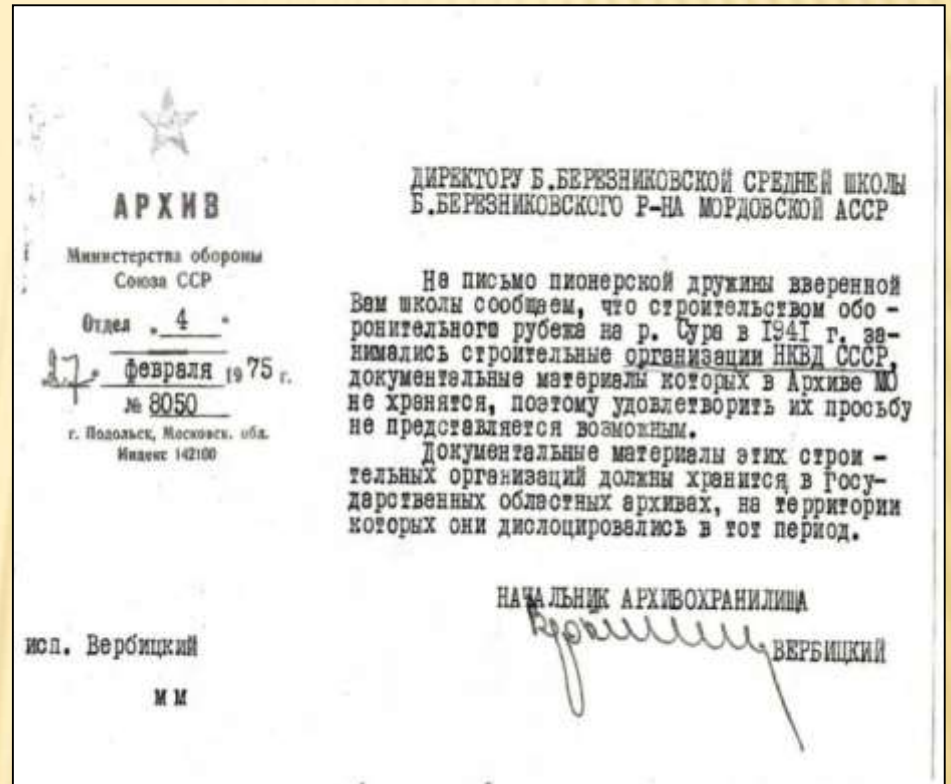 АРХИВ
Министерства обороны
Союза ССР
Отдел „ 4 "
27. февраля 1975 г.
№ 8050
г. Подольск, Московск. обл.
Индекс 142100
ДИРЕКТОРУ Б.БЕРЕЗНИКОВСКОЙ СРЕДНЕЙ ШКОЛЫ
Б.БЕРЕЗНИКОВСКОГО Р-НА МОРДОВСКОЙ АССР
На письмо пионерской дружины вверенной
Вам школы сообщаем, что строительством обо -
ронительного рубежа на р. Сура в 1941 г. за-
нимались строительные организации НКВД СССР,
документальные материалы которых в Архиве МО
не хранятся, поэтому удовлетворить их просьбу
не представляется возможным.
Документальные материалы этих строи -
тельных организаций должны хранится в Госу-
дарственных областных архивах, на территории
которых они дислоцировались в тот период.
НАЧАЛЬНИК АРХИВОХРАНИЛИЩА
ВЕРБИЦКИЙ
исп. Вербицкий
мм